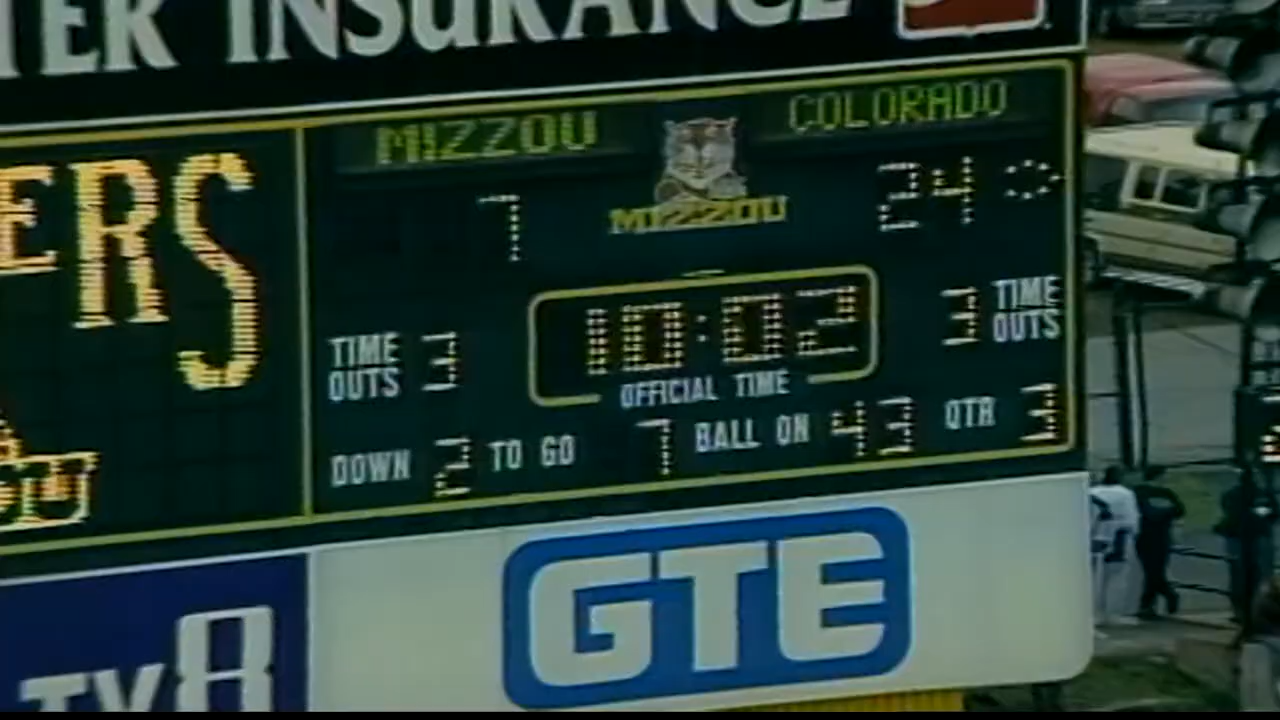 TER INSURANCE
MIZZOU COLORADO
ERS
7 MIZZOU 24
10:02
TIME OUTS 3
3 TIME OUTS
OFFICIAL TIME
DOWN 2 TO GO 7 BALL ON 43 QTR 3
GTE
TV8